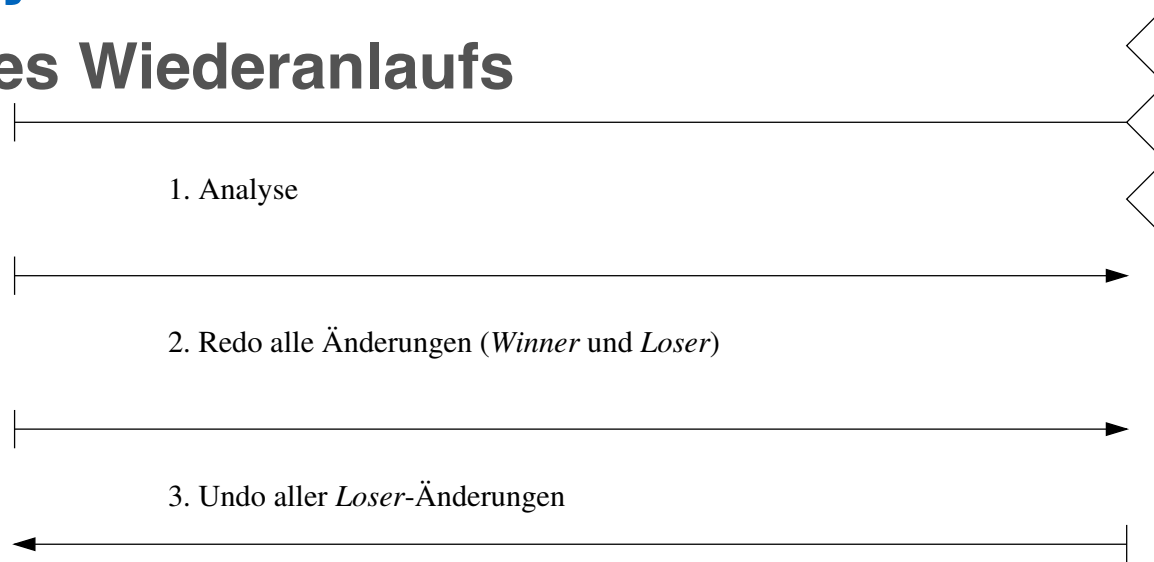 es Wiederanlaufs
1. Analyse
2. Redo alle Änderungen (Winner und Loser)
3. Undo aller Loser-Änderungen